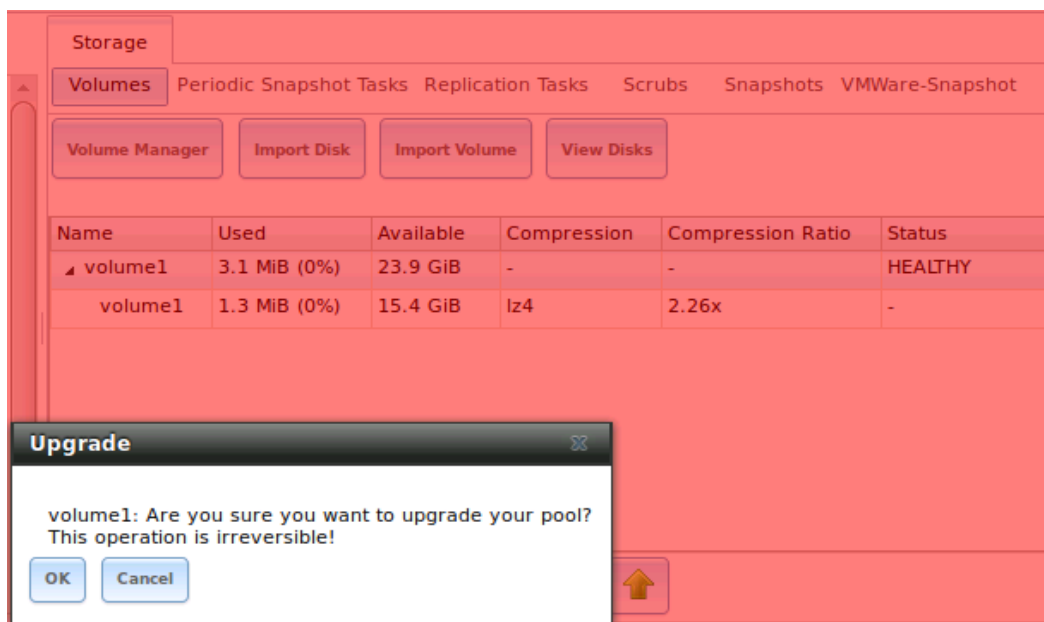 Storage
Volumes Periodic Snapshot Tasks Replication Tasks Scrubs Snapshots VMWare-Snapshot
Volume Manager Import Disk Import Volume View Disks
Name Used Available Compression Compression Ratio Status
volume1 3.1 MiB (0%) 23.9 GiB - - HEALTHY
volume1 1.3 MiB (0%) 15.4 GiB lz4 2.26x -
Upgrade
volume1: Are you sure you want to upgrade your pool?
This operation is irreversible!
OK Cancel